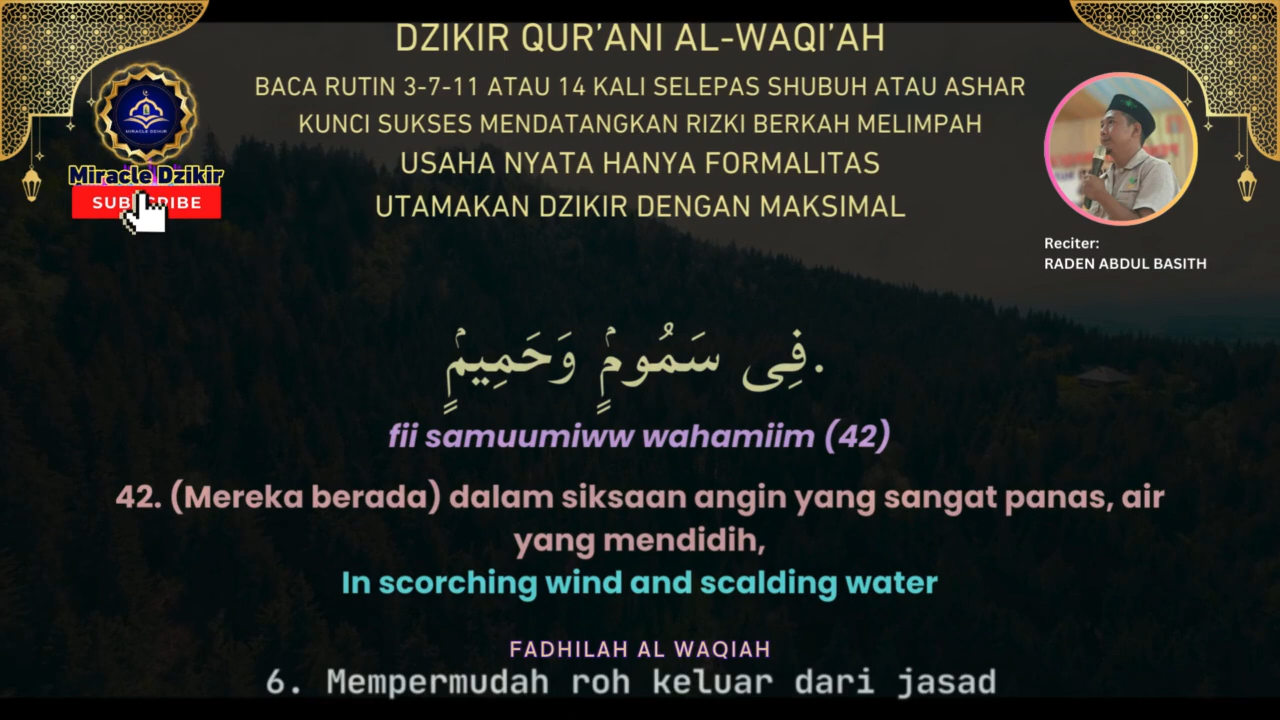 DZIKIR QUR'ANI AL-WAQI'AH
BACA RUTIN 3-7-11 ATAU 14 KALI SELEPAS SHUBUH ATAU ASHAR
KUNCI SUKSES MENDATANGKAN RIZKI BERKAH MELIMPAH
USAHA NYATA HANYA FORMALITAS
UTAMAKAN DZIKIR DENGAN MAKSIMAL
MIRACLE DZIKIR
Miracle Dzikir
SUBSCRIBE
Reciter:
RADEN ABDUL BASITH
فِى سَمُومٍۢ وَحَمِيمٍۢ.
fii samuumiww wahamiim (42)
42. (Mereka berada) dalam siksaan angin yang sangat panas, air
yang mendidih,
In scorching wind and scalding water
FADHILAH AL WAQIAH
6. Mempermudah roh keluar dari jasad